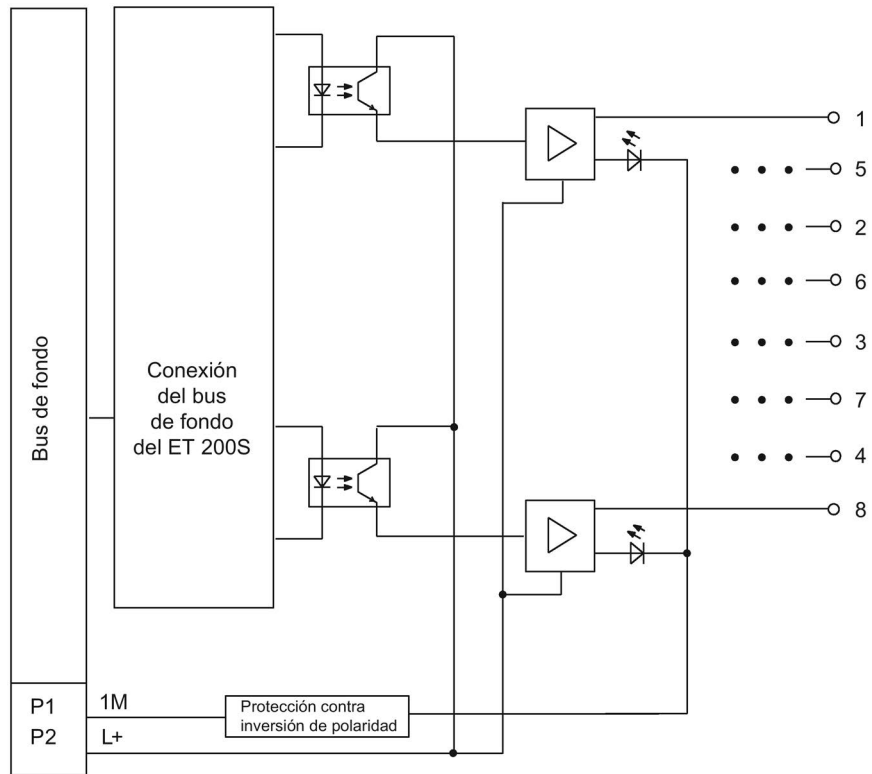 Bus de fondo
Conexión
del bus
de fondo
del ET 200S
1
5
2
6
3
7
4
8
P1 1M
P2 L+
Protección contra
inversión de polaridad